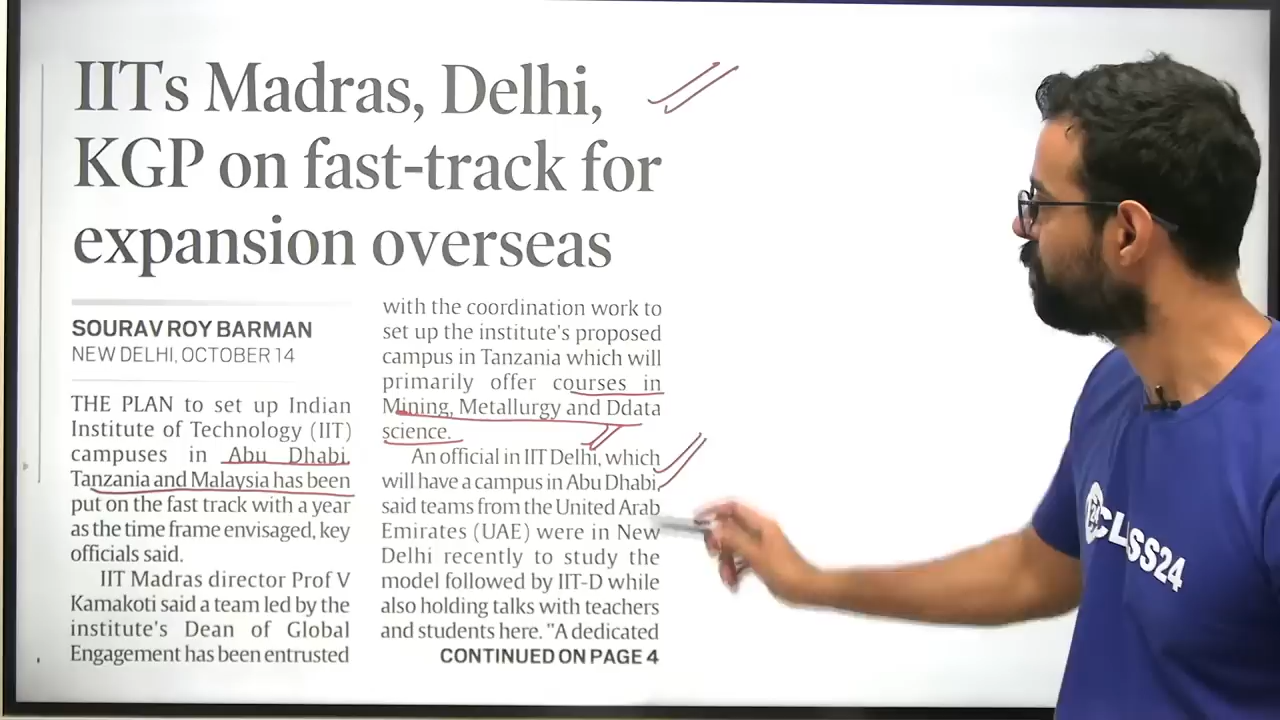 IITs Madras, Delhi,
KGP on fast-track for
expansion overseas
SOURAV ROY BARMAN
NEW DELHI, OCTOBER 14
THE PLAN to set up Indian
Institute of Technology (IIT)
campuses in Abu Dhabi,
Tanzania and Malaysia has been
put on the fast track with a year
as the time frame envisaged, key
officials said.
IIT Madras director Prof V
Kamakoti said a team led by the
institute's Dean of Global
Engagement has been entrusted
with the coordination work to
set up the institute's proposed
campus in Tanzania which will
primarily offer courses in
Mining, Metallurgy and Ddata
science.
An official in IIT Delhi, which
will have a campus in Abu Dhabi,
said teams from the United Arab
Emirates (UAE) were in New
Delhi recently to study the
model followed by IIT-D while
also holding talks with teachers
and students here. "A dedicated
CONTINUED ON PAGE 4
CLASS24